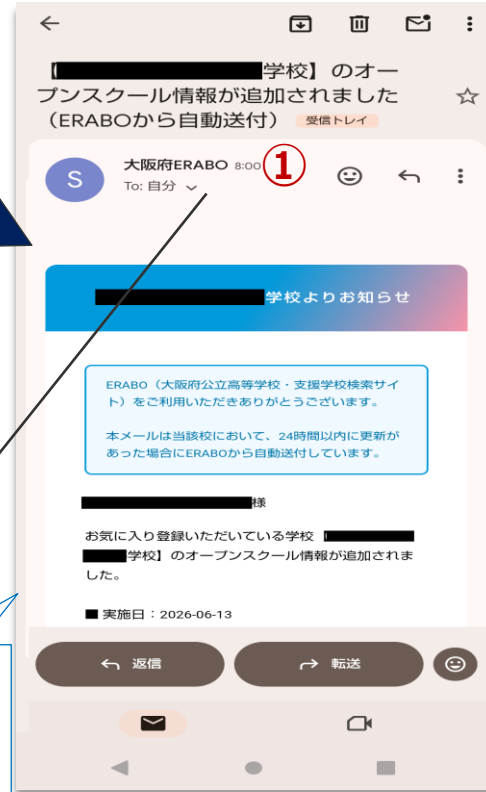 【学校】のオー
プンスクール情報が追加されました
(ERABOから自動送付) 受信トレイ
S
大阪府ERABO 8:00
①
To: 自分
学校よりお知らせ
ERABO（大阪府公立高等学校・支援学校検索サイ
ト）をご利用いただきありがとうございます。
本メールは当該校において、24時間以内に更新が
あった場合にERABOから自動送付しています。
様
お気に入り登録いただいている学校【
学校】のオープンスクール情報が追加されま
した。
■ 実施日：2026-06-13
返信
転送